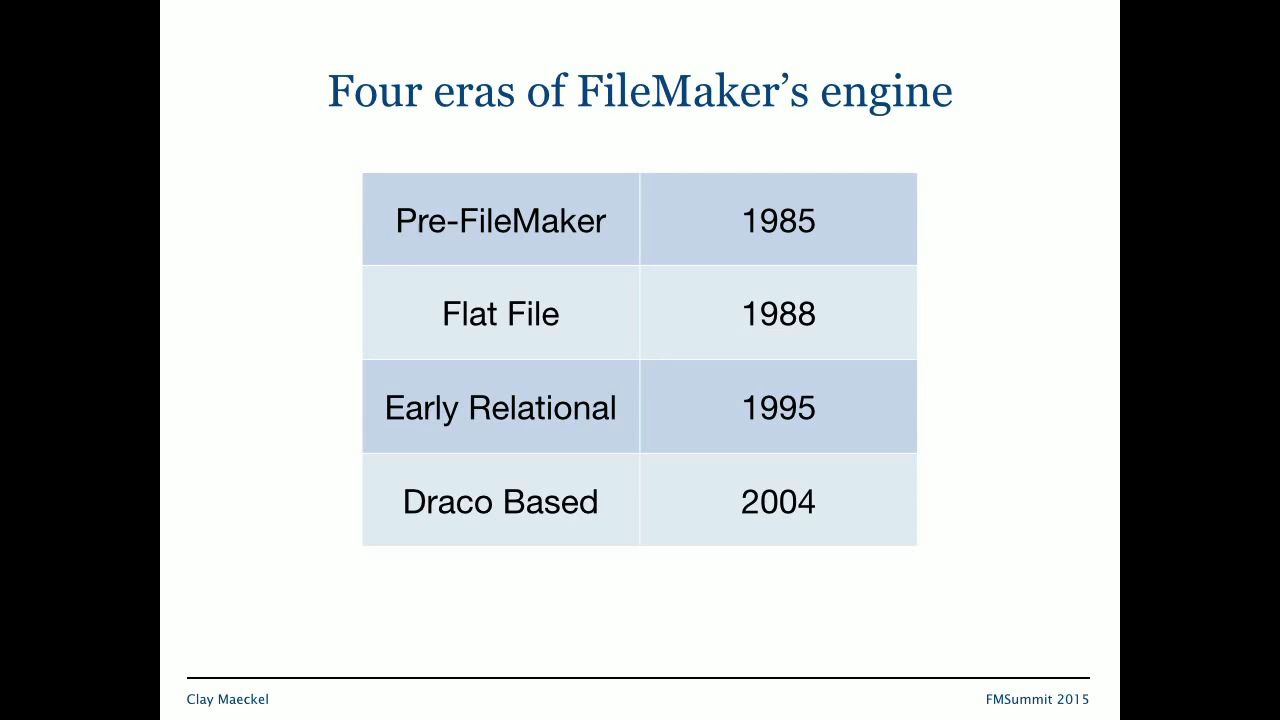 Four eras of FileMaker’s engine
Pre-FileMaker 1985
Flat File 1988
Early Relational 1995
Draco Based 2004
Clay Maeckel FMSummit 2015